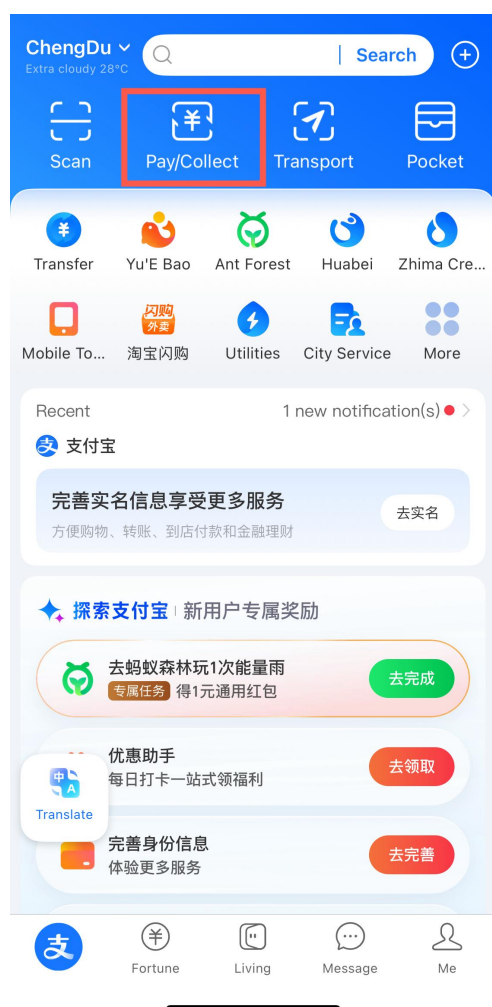 ChengDu
Search
Extra cloudy 28°C
Scan
Pay/Collect
Transport
Pocket
Transfer
Yu'E Bao
Ant Forest
Huabei
Zhima Cre...
闪购
外卖
Mobile To...
淘宝闪购
Utilities
City Service
More
Recent
1 new notification(s)
支 支付宝
完善实名信息享受更多服务
去实名
方便购物、转账、到店付款和金融理财
探索支付宝 新用户专属奖励
去蚂蚁森林玩1次能量雨
去完成
专属任务 得1元通用红包
优惠助手
去领取
每日打卡一站式领福利
中 A
Translate
完善身份信息
去完善
体验更多服务
支
Fortune
Living
Message
Me